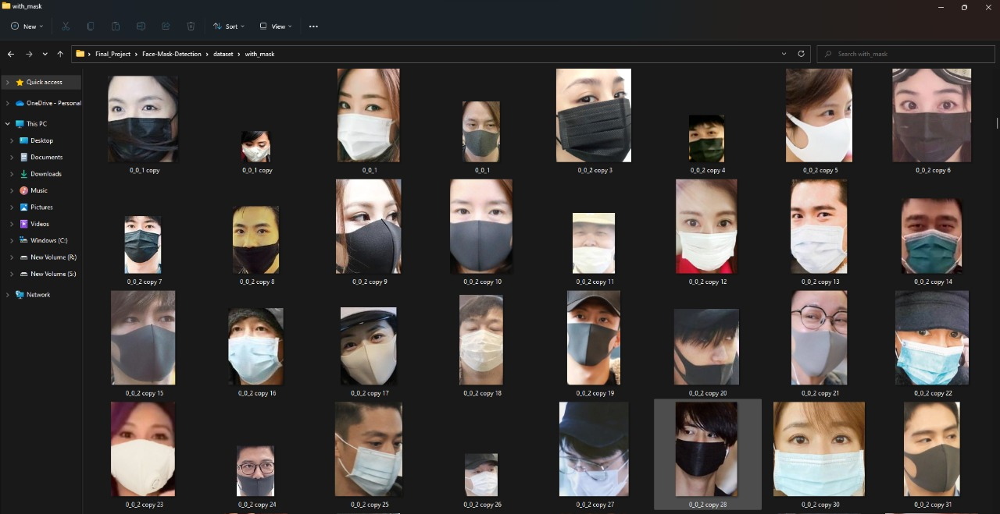 with_mask
New
Sort
View
Final_Project > Face-Mask-Detection > dataset > with_mask
Search with_mask
Quick access
OneDrive - Personal
This PC
Desktop
Documents
Downloads
Music
Pictures
Videos
Windows (C:)
New Volume (R:)
New Volume (S:)
Network
0_0_1 copy
0_0_1 copy
0_0_1
0_0_1
0_0_2 copy 3
0_0_2 copy 4
0_0_2 copy 5
0_0_2 copy 6
0_0_2 copy 7
0_0_2 copy 8
0_0_2 copy 9
0_0_2 copy 10
0_0_2 copy 11
0_0_2 copy 12
0_0_2 copy 13
0_0_2 copy 14
0_0_2 copy 15
0_0_2 copy 16
0_0_2 copy 17
0_0_2 copy 18
0_0_2 copy 19
0_0_2 copy 20
0_0_2 copy 21
0_0_2 copy 22
0_0_2 copy 23
0_0_2 copy 24
0_0_2 copy 25
0_0_2 copy 26
0_0_2 copy 27
0_0_2 copy 28
0_0_2 copy 30
0_0_2 copy 31